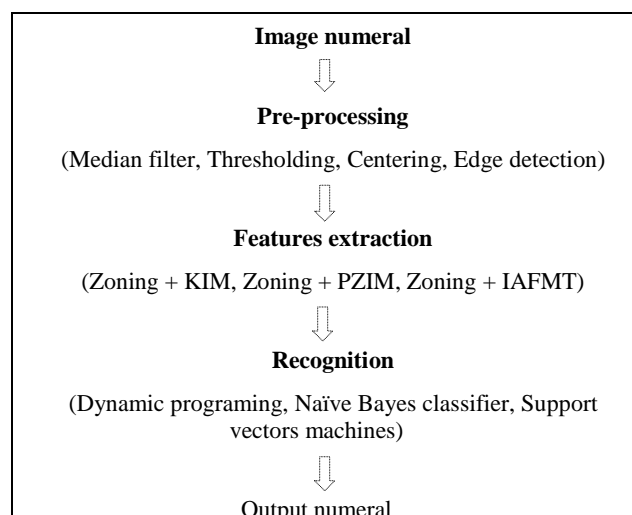 Image numeral
Pre-processing
(Median filter, Thresholding, Centering, Edge detection)
Features extraction
(Zoning + KIM, Zoning + PZIM, Zoning + IAFMT)
Recognition
(Dynamic programing, Naïve Bayes classifier, Support
vectors machines)
Output numeral